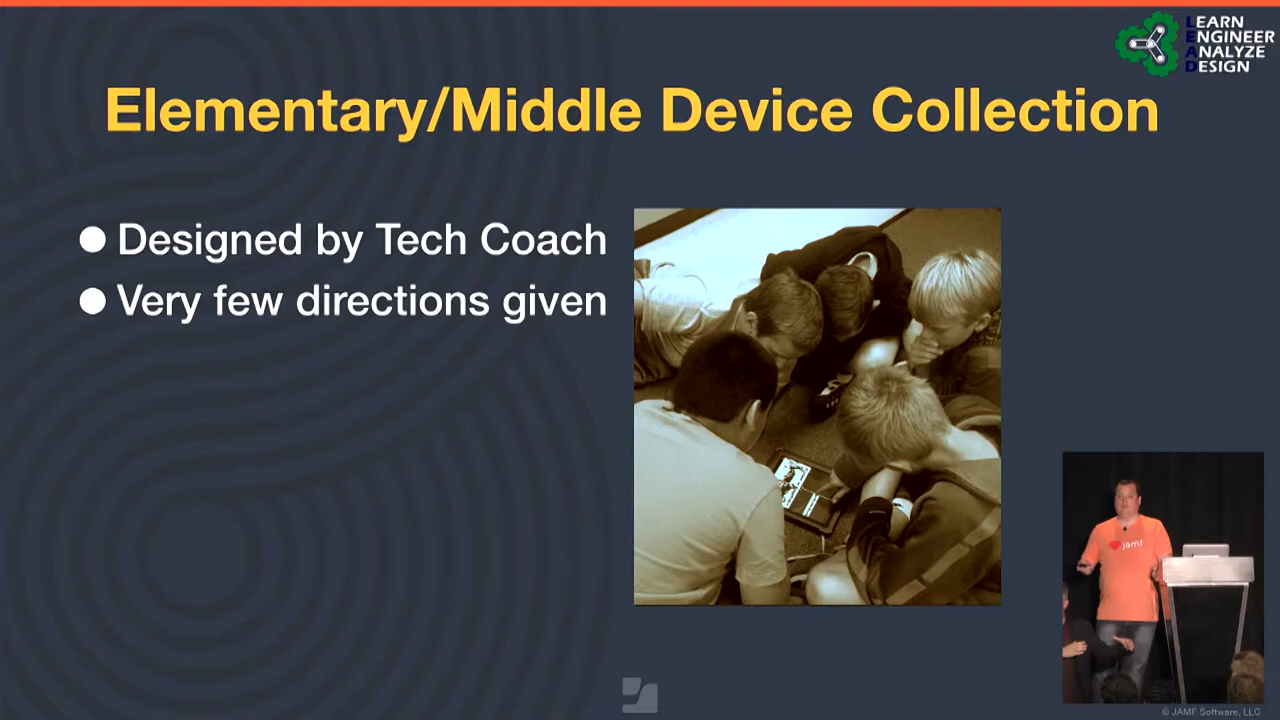 LEARN
ENGINEER
ANALYZE
DESIGN
Elementary/Middle Device Collection
● Designed by Tech Coach
● Very few directions given
jamf
© JAMF Software, LLC